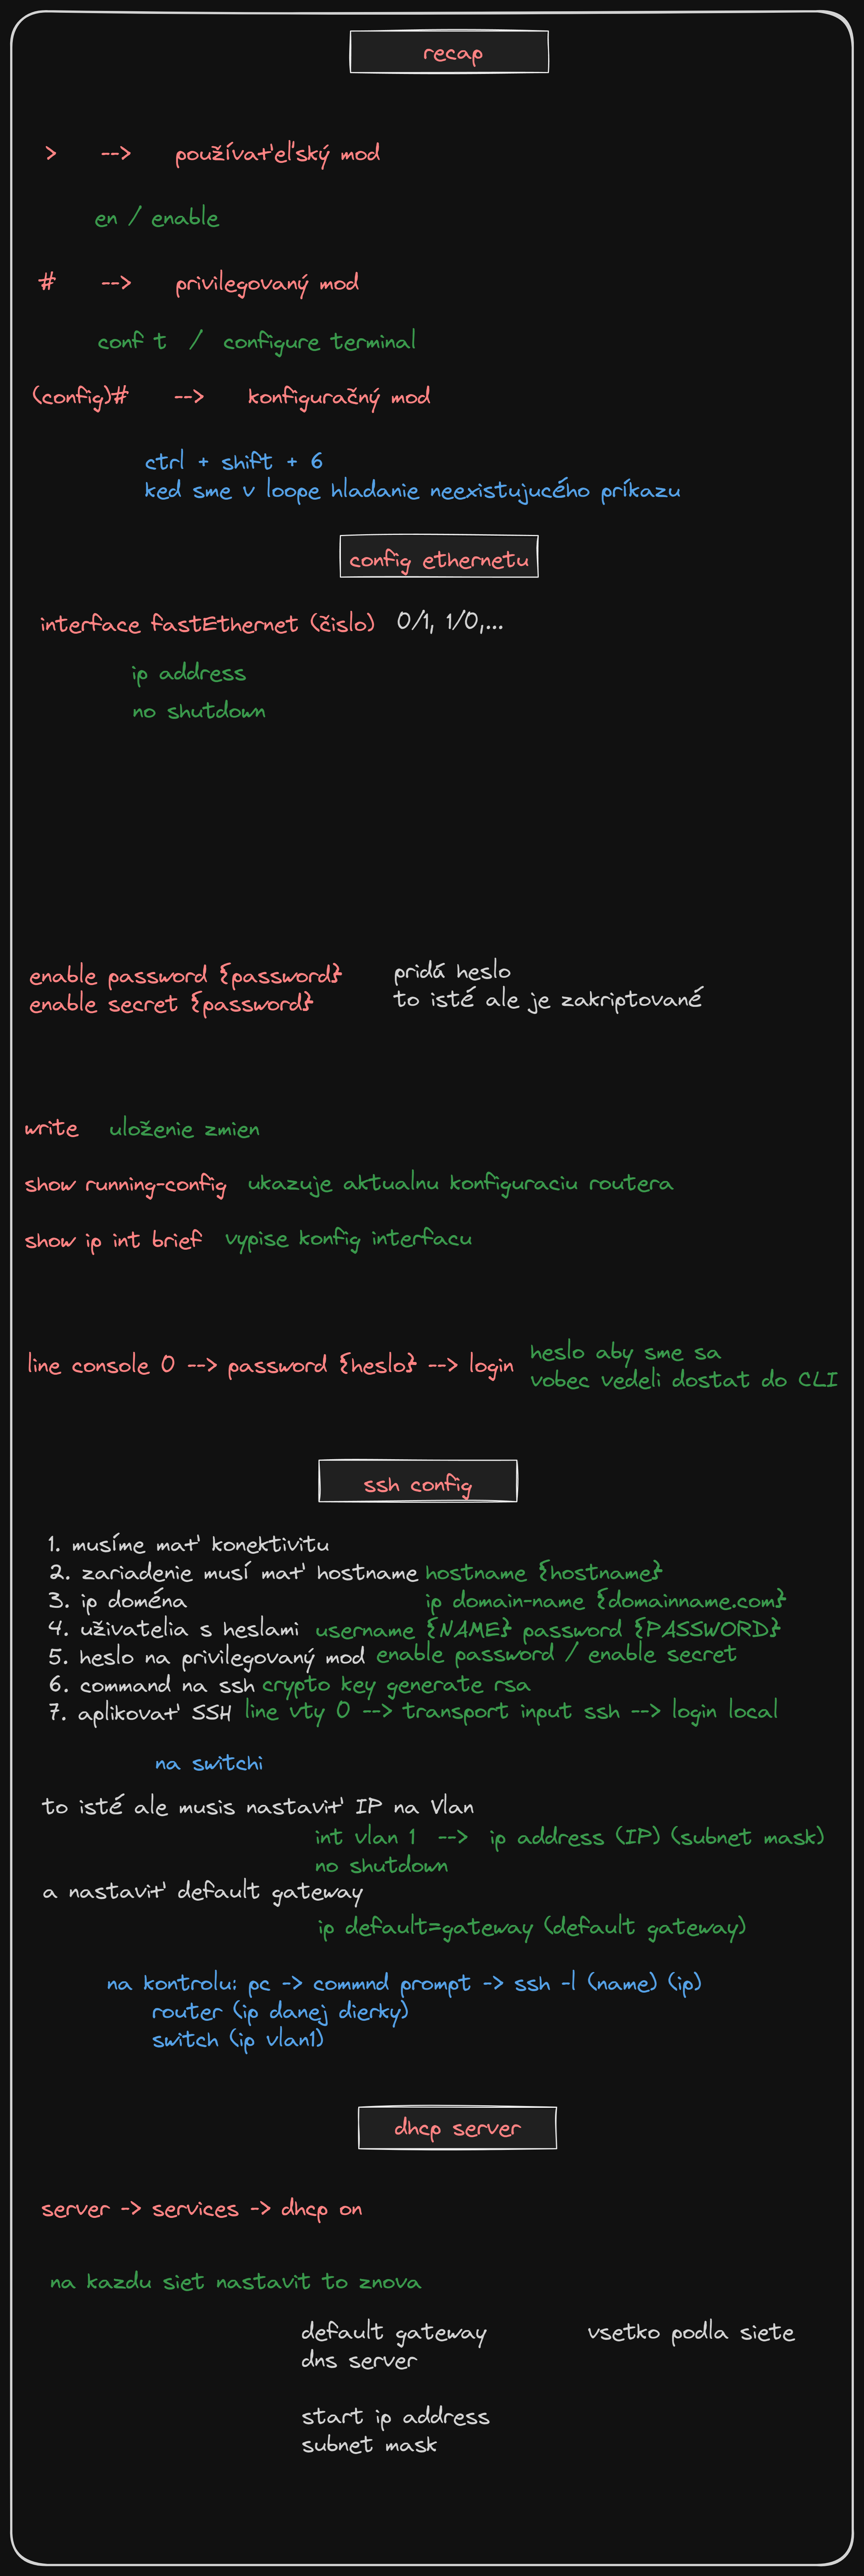 recap
> --> používaťeľský mod
en / enable
# --> privilegovaný mod
conf t / configure terminal
(config)# --> konfiguračný mod
ctrl + shift + 6
ked sme v loope hladanie neexistujucého príkazu
config ethernetu
interface fastEthernet (čislo) 0/1, 1/0,...
ip address
no shutdown
enable password {password} pridá heslo
enable secret {password} to isté ale je zakriptované
write uloženie zmien
show running-config ukazuje aktualnu konfiguraciu routera
show ip int brief vypise konfig interfacu
line console 0 --> password {heslo} --> login heslo aby sme sa
vobec vedeli dostat do CLI
ssh config
1. musíme mať konektivitu
2. zariadenie musí mať hostname hostname {hostname}
3. ip doména ip domain-name {domainname.com}
4. uživatelia s heslami username {NAME} password {PASSWORD}
5. heslo na privilegovaný mod enable password / enable secret
6. command na ssh crypto key generate rsa
7. aplikovať SSH line vty 0 --> transport input ssh --> login local
na switchi
to isté ale musis nastaviť IP na Vlan
int vlan 1 --> ip address (IP) (subnet mask)
no shutdown
a nastaviť default gateway
ip default=gateway (default gateway)
na kontrolu: pc -> commnd prompt -> ssh -l (name) (ip)
router (ip danej dierky)
switch (ip vlan1)
dhcp server
server -> services -> dhcp on
na kazdu siet nastavit to znova
default gateway vsetko podla siete
dns server
start ip address
subnet mask